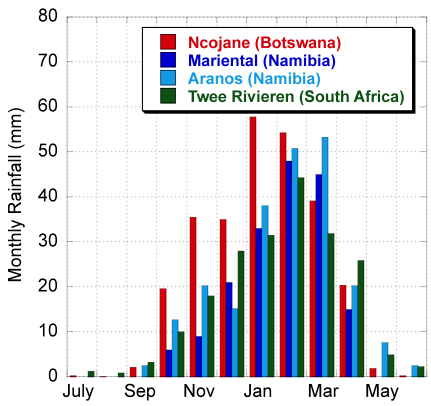 Ncojane (Botswana)
Mariental (Namibia)
Aranos (Namibia)
Twee Rivieren (South Africa)
Monthly Rainfall (mm)
80
70
60
50
40
30
20
10
0
July Sep Nov Jan Mar May